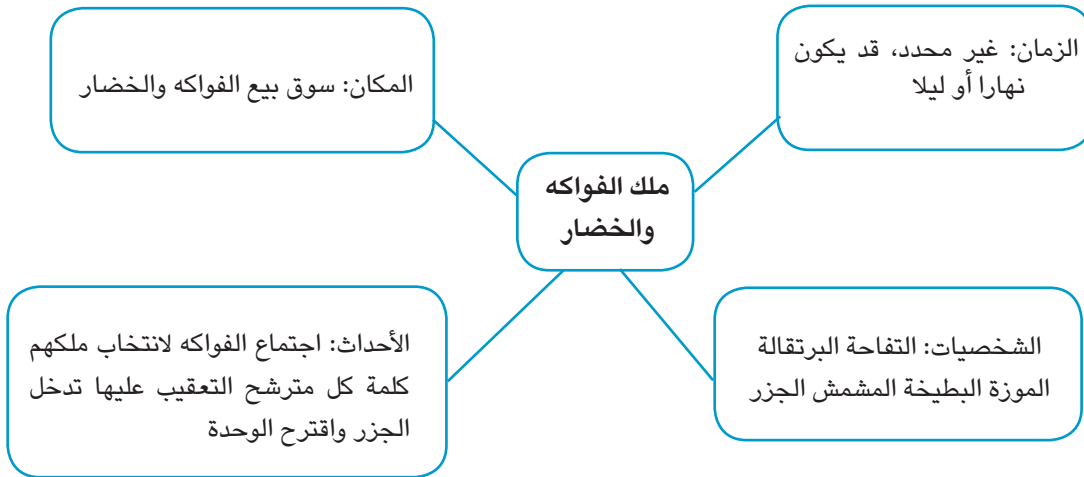 الزمان: غير محدد، قد يكون
نهارا أو ليلا
المكان: سوق بيع الفواكه والخضار
ملك الفواكه
والخضار
الشخصيات: التفاحة البرتقالة
الموزة البطيخة المشمش الجزر
الأحداث: اجتماع الفواكه لانتخاب ملكهم
كلمة كل مترشح التعقيب عليها تدخل
الجزر واقترح الوحدة